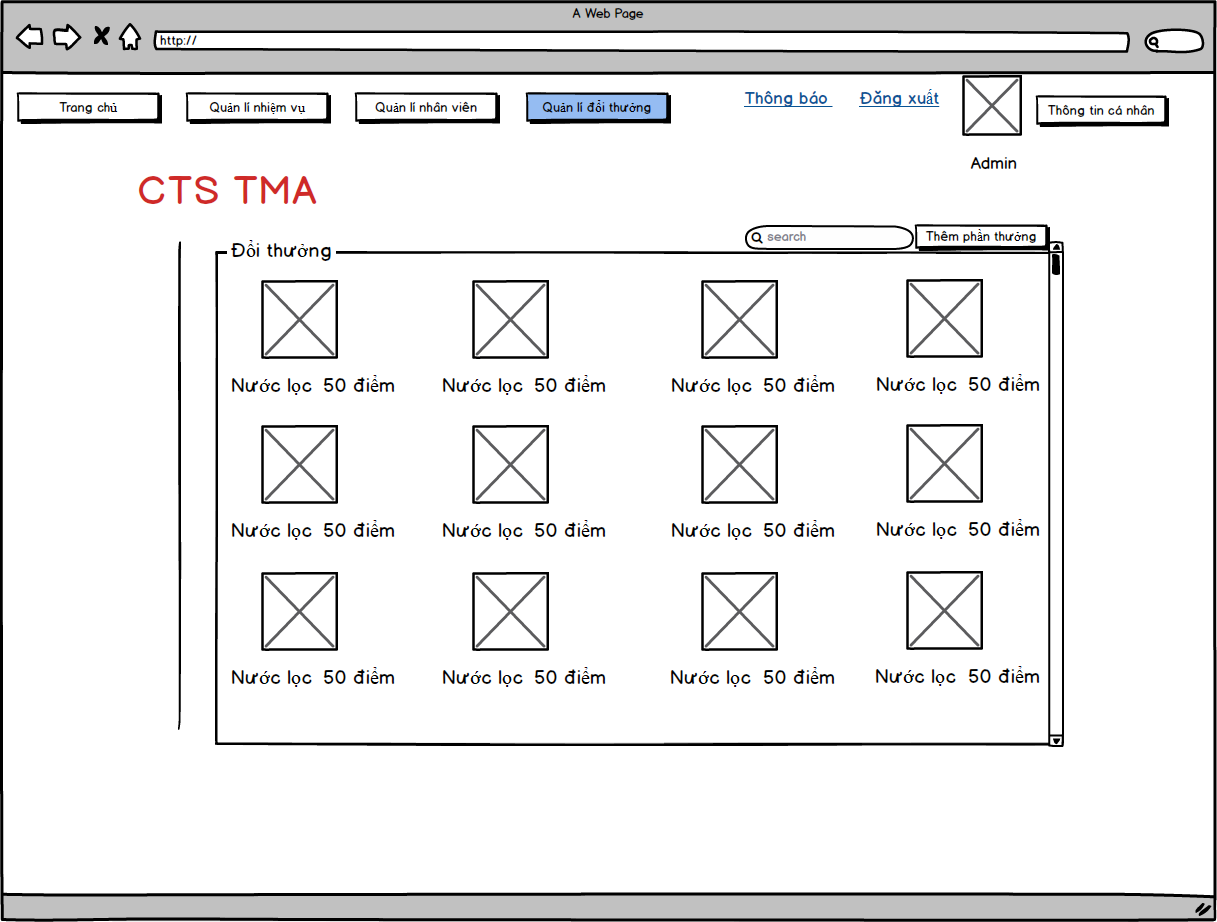 A Web Page
http://
Trang chủ
Quản lí nhiệm vụ
Quản lí nhân viên
Quản lí đổi thưởng
Thông báo
Đăng xuất
Thông tin cá nhân
Admin
CTS TMA
search
Thêm phần thưởng
Đổi thưởng
Nước lọc 50 điểm
Nước lọc 50 điểm
Nước lọc 50 điểm
Nước lọc 50 điểm
Nước lọc 50 điểm
Nước lọc 50 điểm
Nước lọc 50 điểm
Nước lọc 50 điểm
Nước lọc 50 điểm
Nước lọc 50 điểm
Nước lọc 50 điểm
Nước lọc 50 điểm